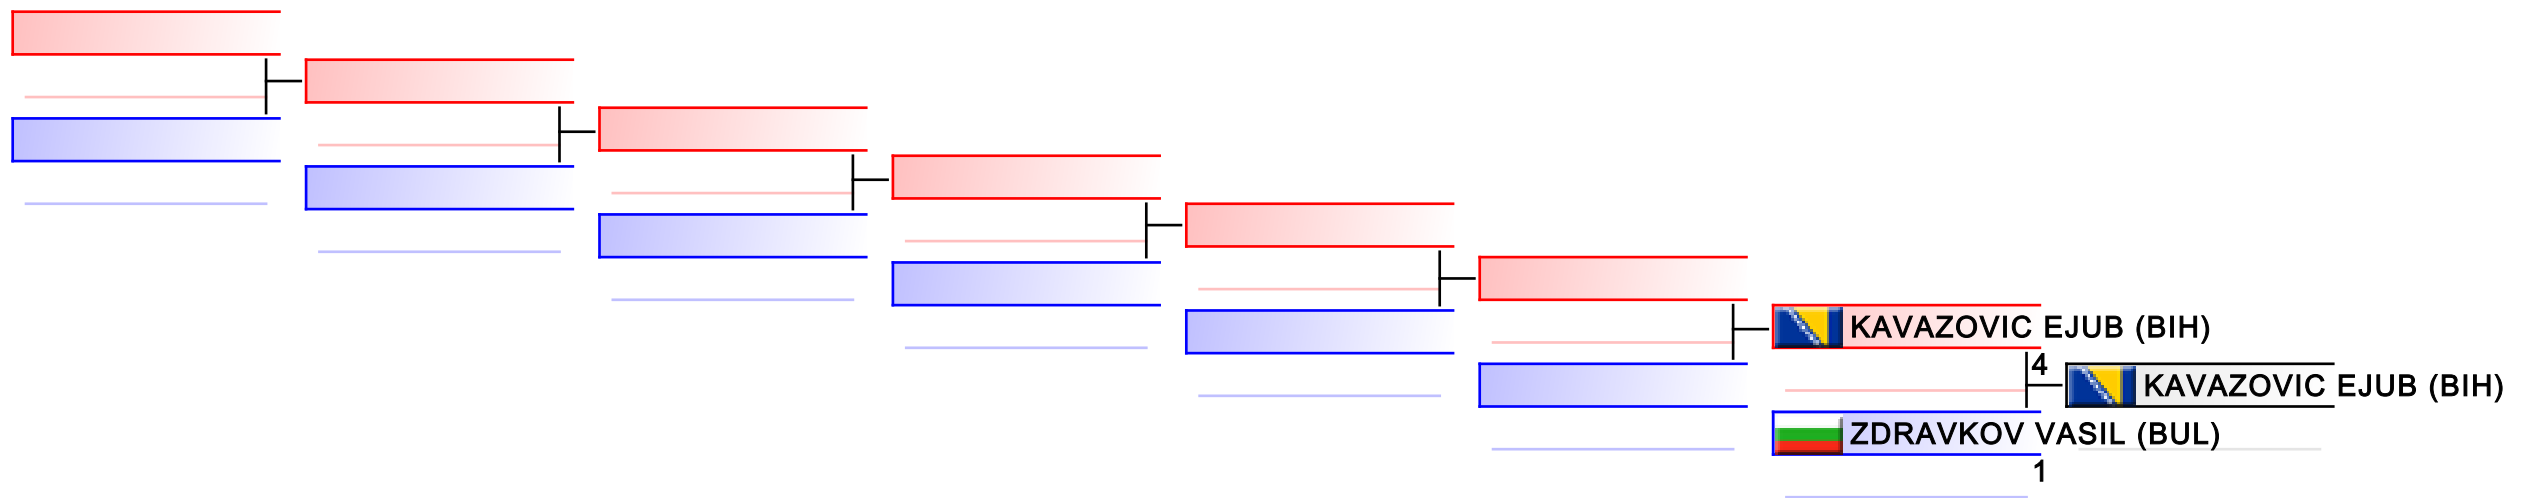 KAVAZOVIC EJUB (BIH)
4
KAVAZOVIC EJUB (BIH)
ZDRAVKOV VASIL (BUL)
1